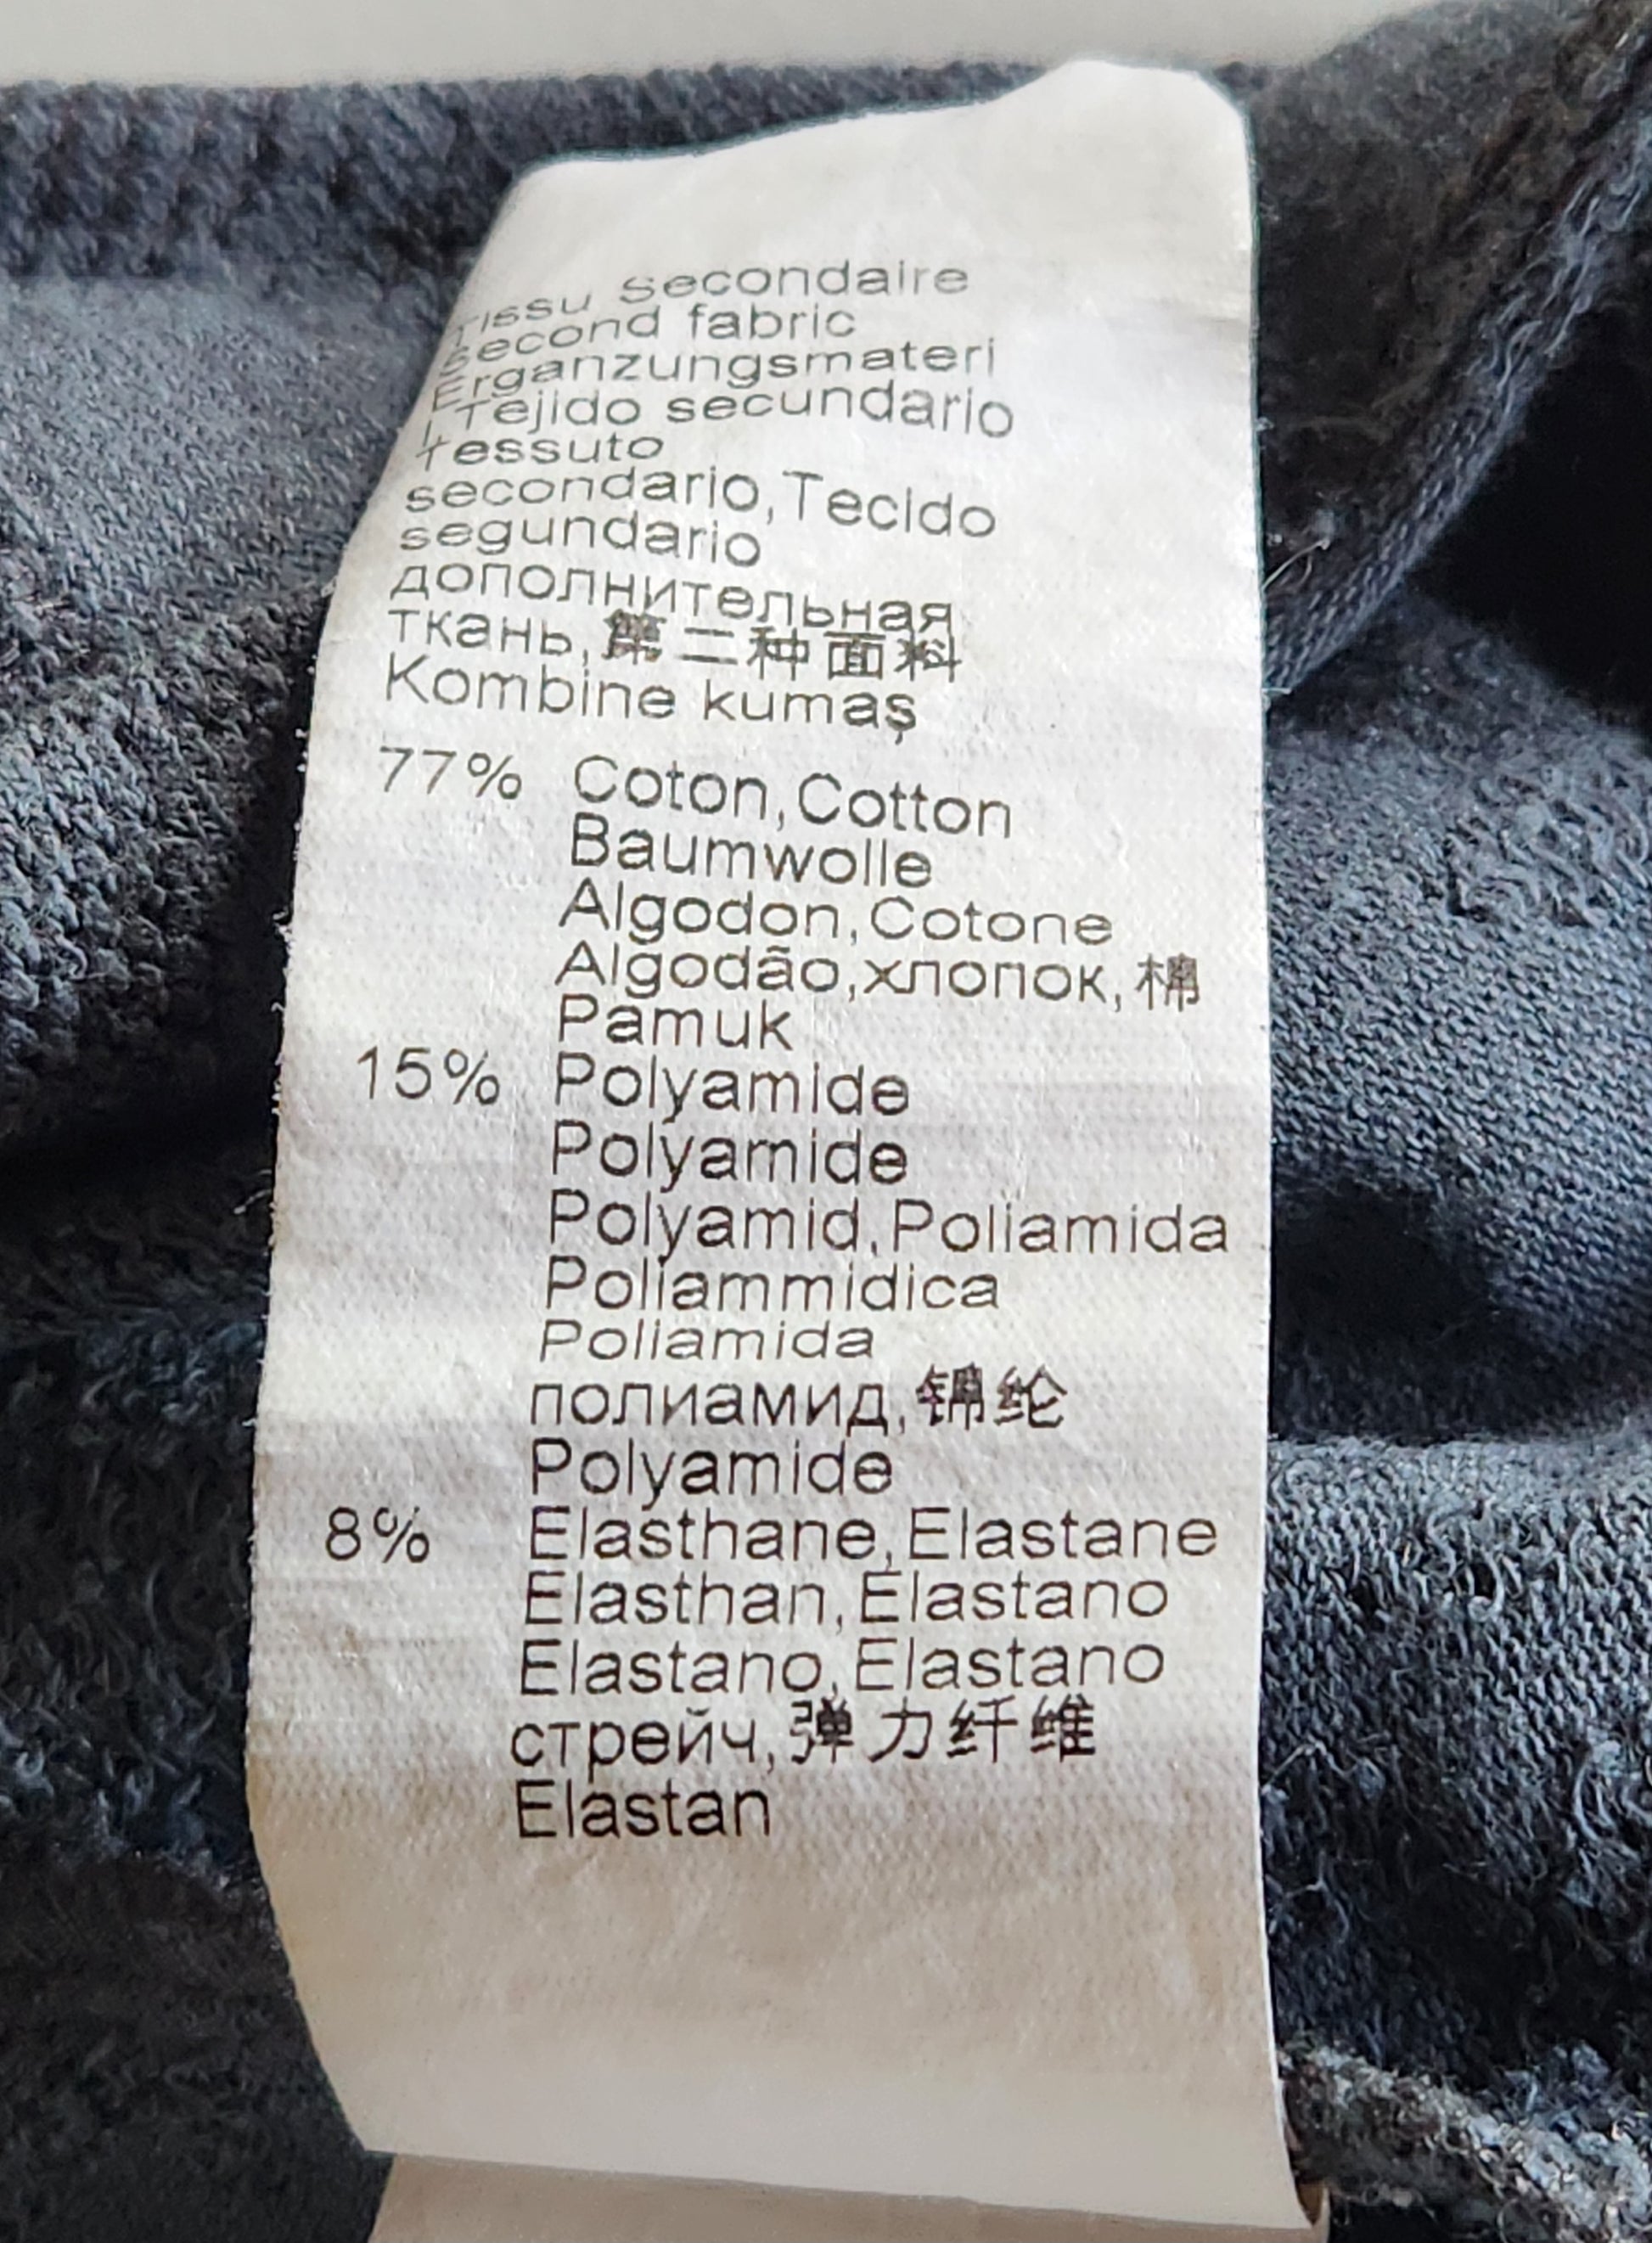 Tissu secondaire
second fabric
Ergänzungsmateri
l,Tejido secundario
Tessuto
secondario,Tecido
segundario
дополнительная
ткань,第二种面料
Kombine kumaş
77% Coton,Cotton
Baumwolle
Algodon,Cotone
Algodão,хлопок,棉
Pamuk
15% Polyamide
Polyamide
Polyamid,Poliamida
Poliammidica
Poliamida
полиамид,锦纶
Polyamide
8% Elasthane,Elastane
Elasthan,Elastano
Elastano,Elastano
стрейч,弹力纤维
Elastan